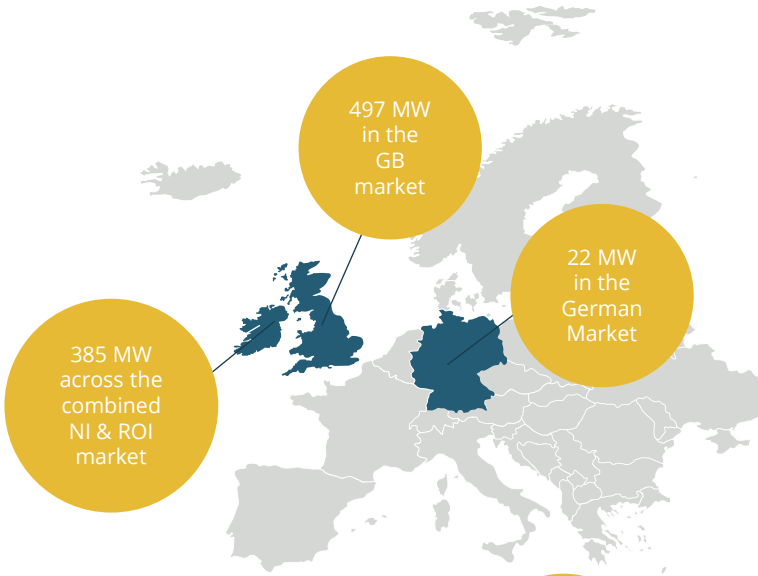 497 MW
in the
GB
market
22 MW
in the
German
Market
385 MW
across the
combined
NI & ROI
market